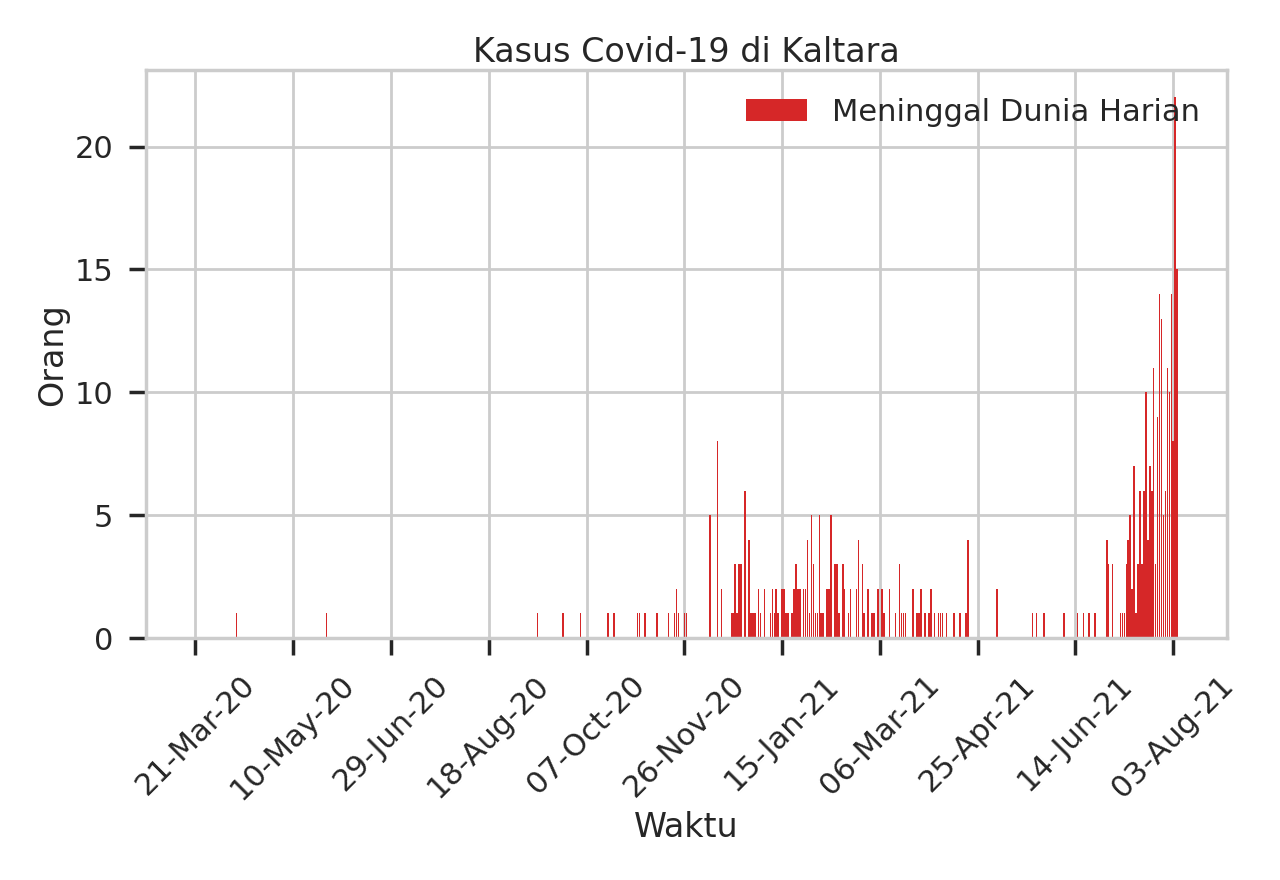 Kasus Covid-19 di Kaltara
Meninggal Dunia Harian
Orang
20
15
10
5
0
21-Mar-20
10-May-20
29-Jun-20
18-Aug-20
07-Oct-20
26-Nov-20
15-Jan-21
06-Mar-21
25-Apr-21
14-Jun-21
03-Aug-21
Waktu